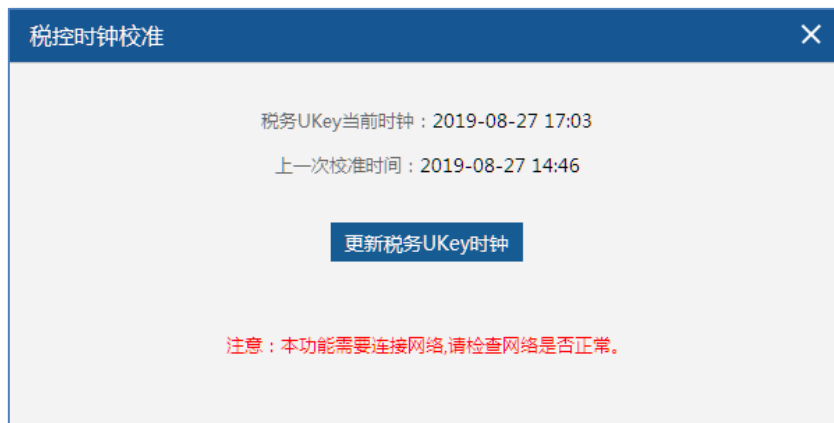 税控时钟校准
税务UKey当前时钟：2019-08-27 17:03
上一次校准时间：2019-08-27 14:46
更新税务UKey时钟
注意：本功能需要连接网络,请检查网络是否正常。